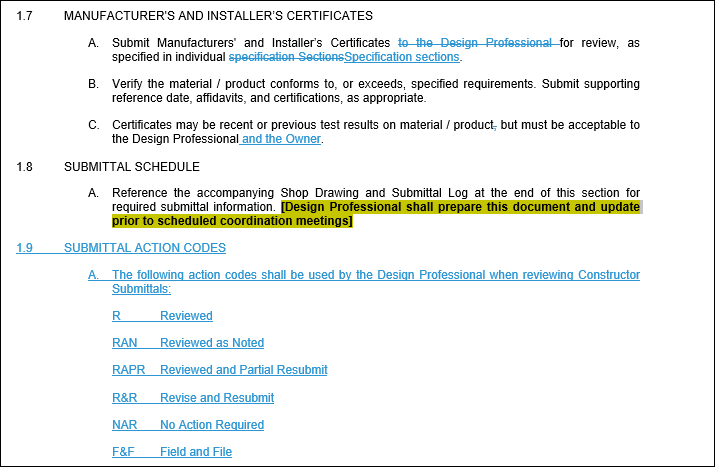 1.7 MANUFACTURER'S AND INSTALLER'S CERTIFICATES
A. Submit Manufacturers' and Installer's Certificates to the Design Professional for review, as
specified in individual specification SectionsSpecification sections.
B. Verify the material / product conforms to, or exceeds, specified requirements. Submit supporting
reference date, affidavits, and certifications, as appropriate.
C. Certificates may be recent or previous test results on material / product, but must be acceptable to
the Design Professional and the Owner.
1.8 SUBMITTAL SCHEDULE
A. Reference the accompanying Shop Drawing and Submittal Log at the end of this section for
required submittal information. [Design Professional shall prepare this document and update
prior to scheduled coordination meetings]
1.9 SUBMITTAL ACTION CODES
A. The following action codes shall be used by the Design Professional when reviewing Constructor
Submittals:
R Reviewed
RAN Reviewed as Noted
RAPR Reviewed and Partial Resubmit
R&R Revise and Resubmit
NAR No Action Required
F&F Field and File